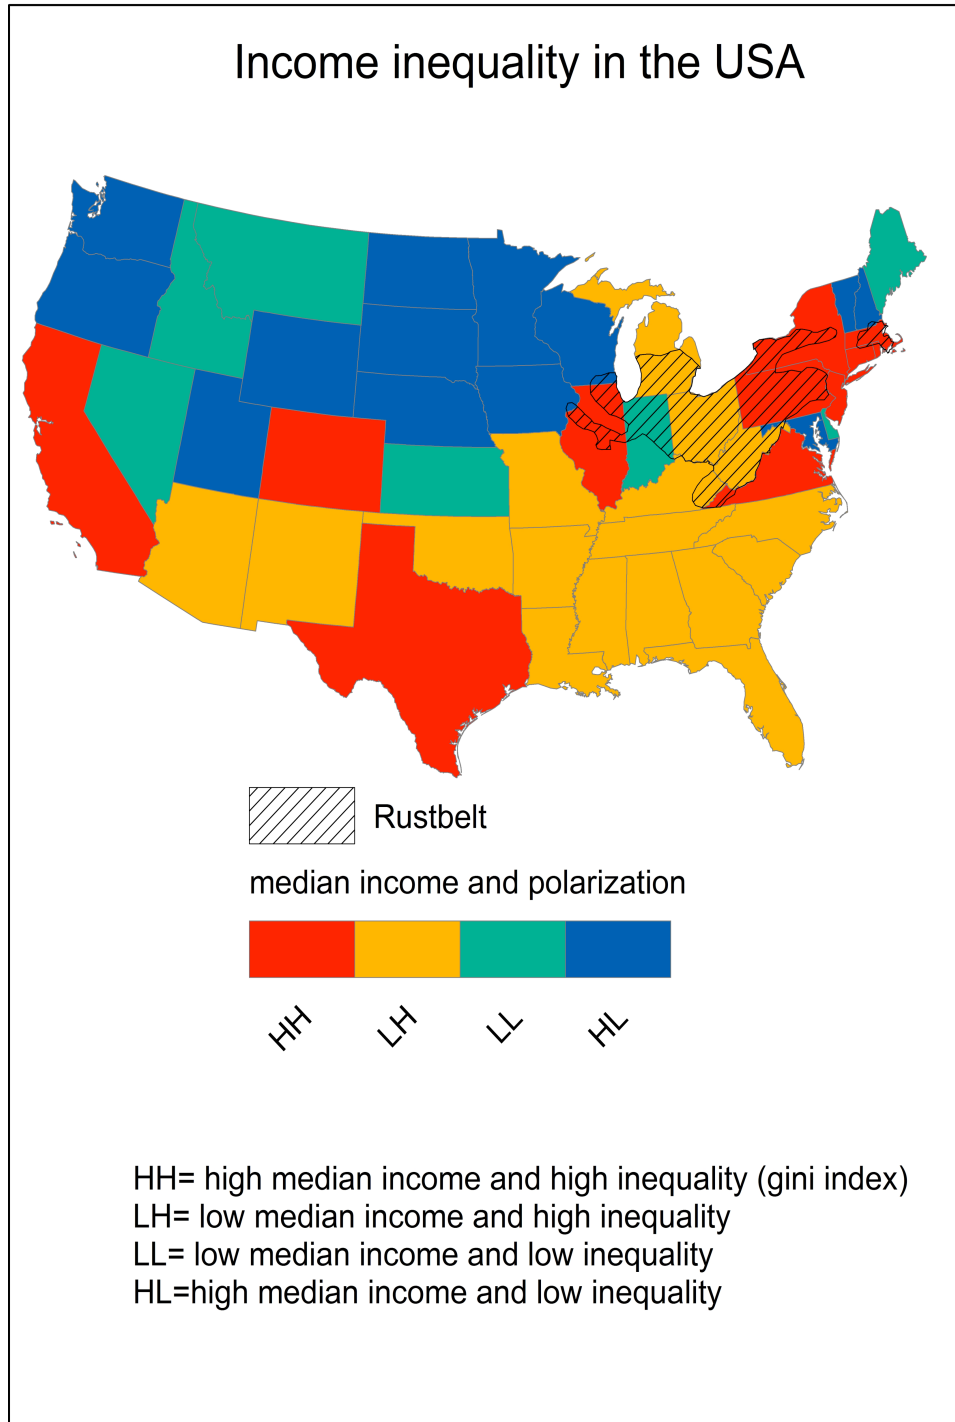 Income inequality in the USA
Rustbelt
median income and polarization
HH LH LL HL
HH= high median income and high inequality (gini index)
LH= low median income and high inequality
LL= low median income and low inequality
HL=high median income and low inequality